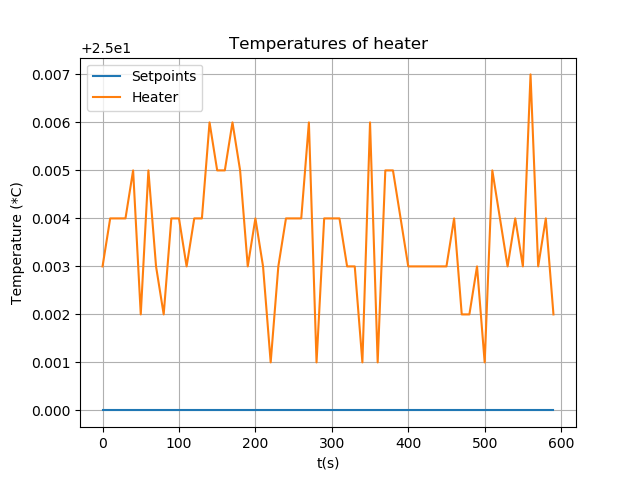 Temperatures of heater
+2.5e1
Setpoints
Heater
0.007
0.006
0.005
0.004
0.003
0.002
0.001
0.000
Temperature (*C)
0 100 200 300 400 500 600
t(s)